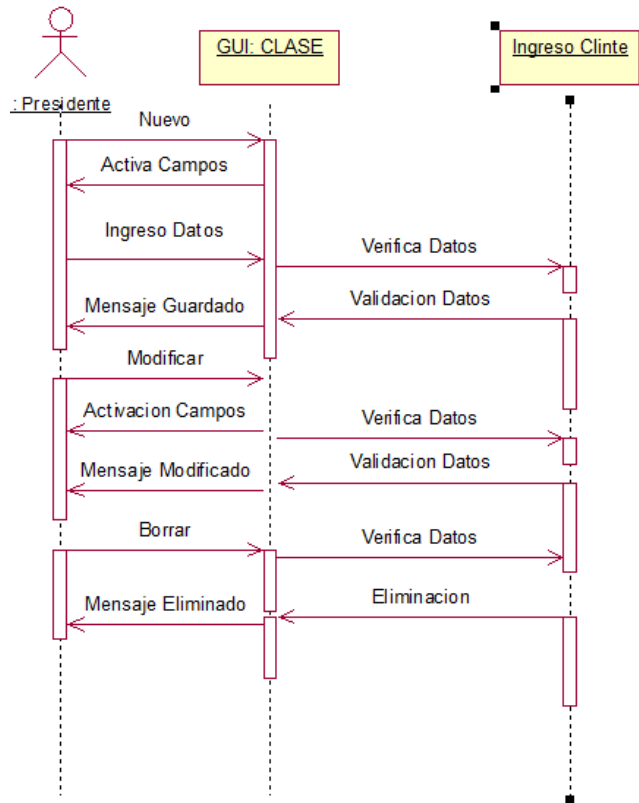 GUI: CLASE
Ingreso Clinte
: Presidente
Nuevo
Activa Campos
Ingreso Datos
Verifica Datos
Validacion Datos
Mensaje Guardado
Modificar
Activacion Campos
Verifica Datos
Validacion Datos
Mensaje Modificado
Borrar
Verifica Datos
Eliminacion
Mensaje Eliminado